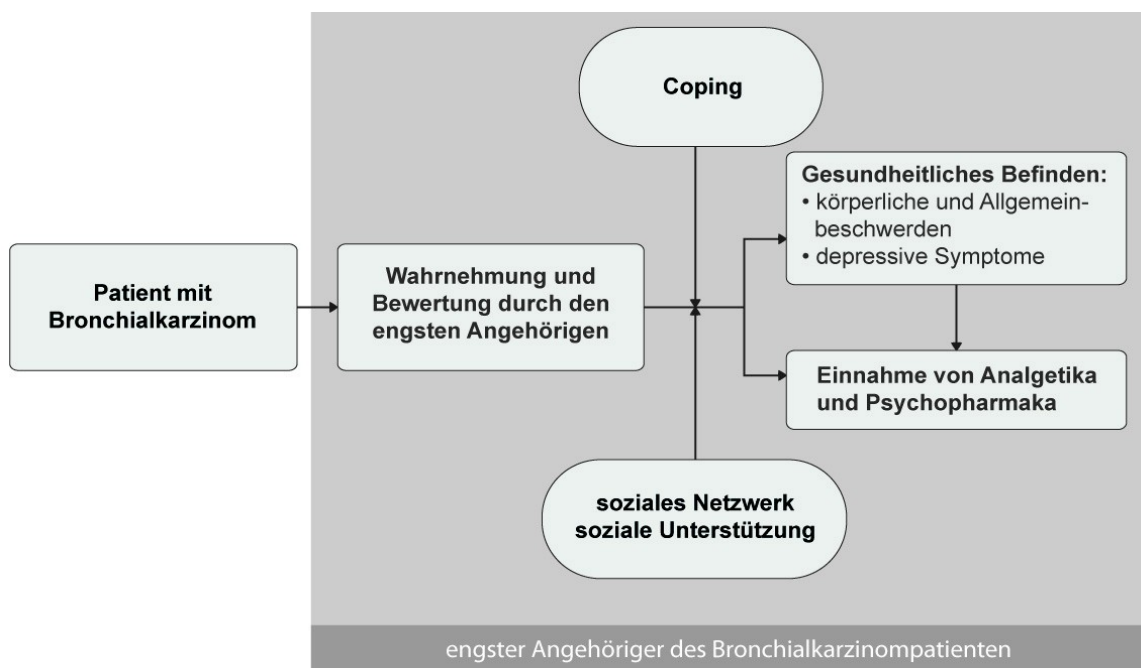 Coping
Gesundheitliches Befinden:
• körperliche und Allgemein-
beschwerden
• depressive Symptome
Patient mit
Bronchialkarzinom
Wahrnehmung und
Bewertung durch den
engsten Angehörigen
Einnahme von Analgetika
und Psychopharmaka
soziales Netzwerk
soziale Unterstützung
engster Angehöriger des Bronchialkarzinompatienten